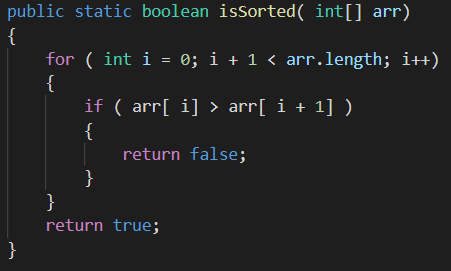 public static boolean isSorted( int[] arr)
{
for ( int i = 0; i + 1 < arr.length; i++)
{
if ( arr[ i] > arr[ i + 1] )
{
return false;
}
}
return true;
}